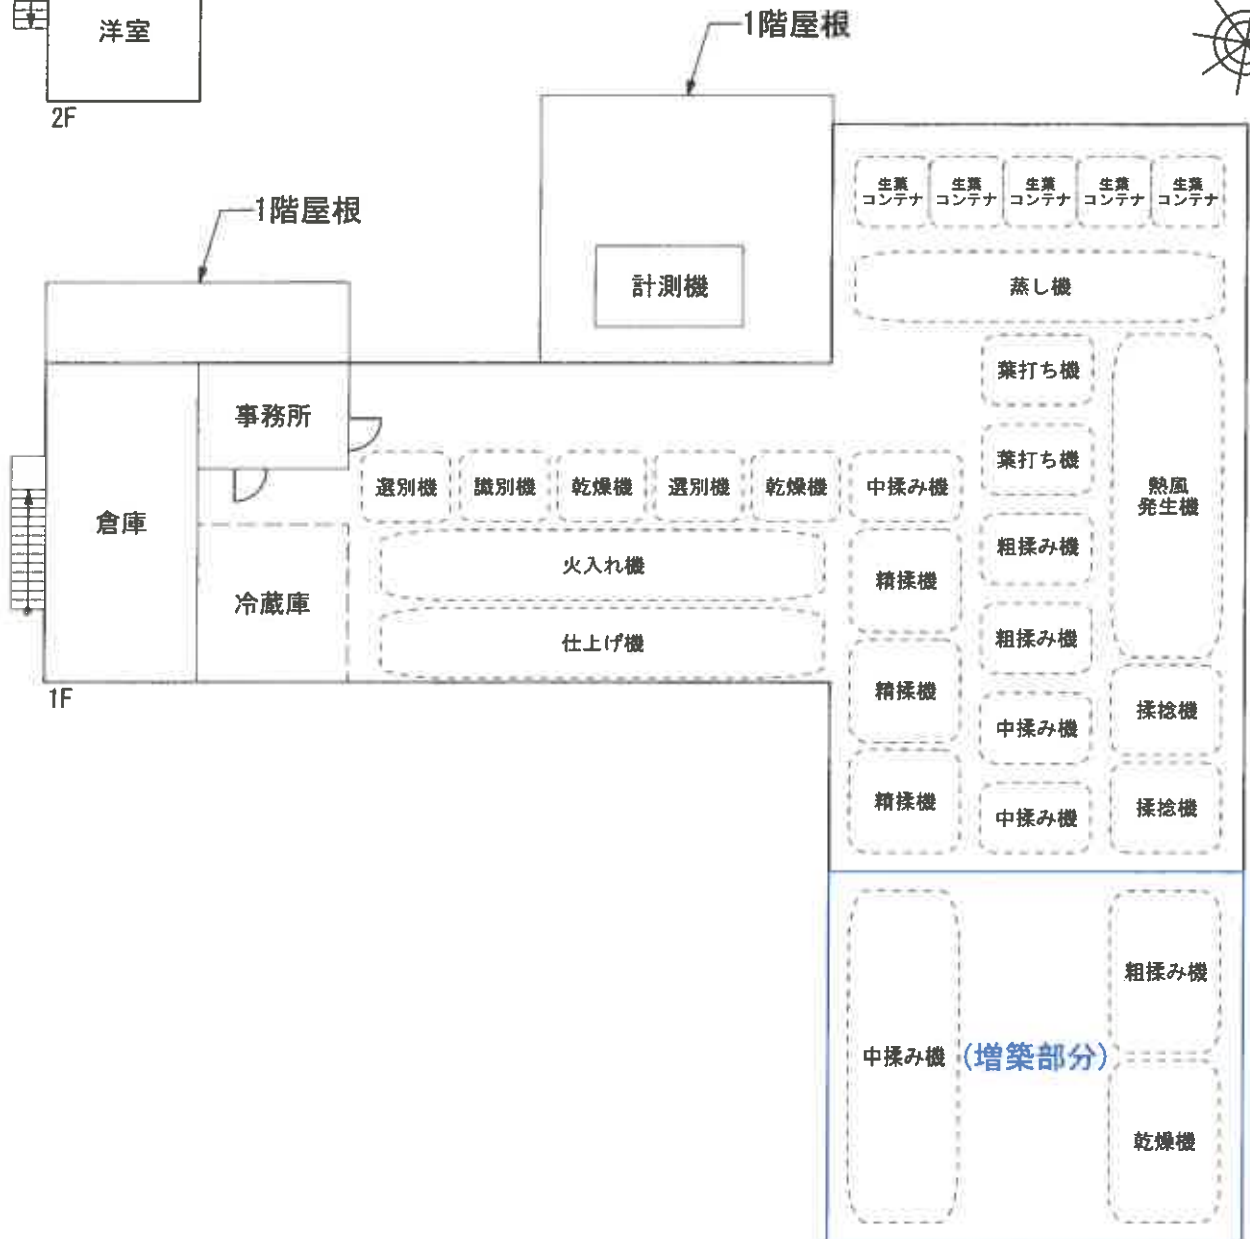 洋室
2F
1階屋根
1階屋根
生葉
コンテナ
生葉
コンテナ
生葉
コンテナ
生葉
コンテナ
生葉
コンテナ
計測機
蒸し機
葉打ち機
事務所
葉打ち機
選別機
識別機
乾燥機
選別機
乾燥機
中揉み機
熱風
発生機
倉庫
火入れ機
粗揉み機
冷蔵庫
精揉機
仕上げ機
粗揉み機
1F
精揉機
揉捻機
中揉み機
精揉機
中揉み機
揉捻機
粗揉み機
中揉み機
(増築部分)
乾燥機